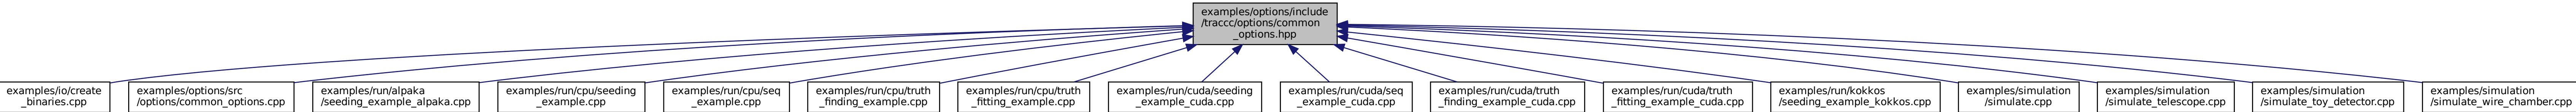 examples/options/include
/traccc/options/common
_options.hpp
examples/io/create
_binaries.cpp
examples/options/src
/options/common_options.cpp
examples/run/alpaka
/seeding_example_alpaka.cpp
examples/run/cpu/seeding
_example.cpp
examples/run/cpu/seq
_example.cpp
examples/run/cpu/truth
_finding_example.cpp
examples/run/cpu/truth
_fitting_example.cpp
examples/run/cuda/seeding
_example_cuda.cpp
examples/run/cuda/seq
_example_cuda.cpp
examples/run/cuda/truth
_finding_example_cuda.cpp
examples/run/cuda/truth
_fitting_example_cuda.cpp
examples/run/kokkos
/seeding_example_kokkos.cpp
examples/simulation
/simulate.cpp
examples/simulation
/simulate_telescope.cpp
examples/simulation
/simulate_toy_detector.cpp
examples/simulation
/simulate_wire_chamber.cpp